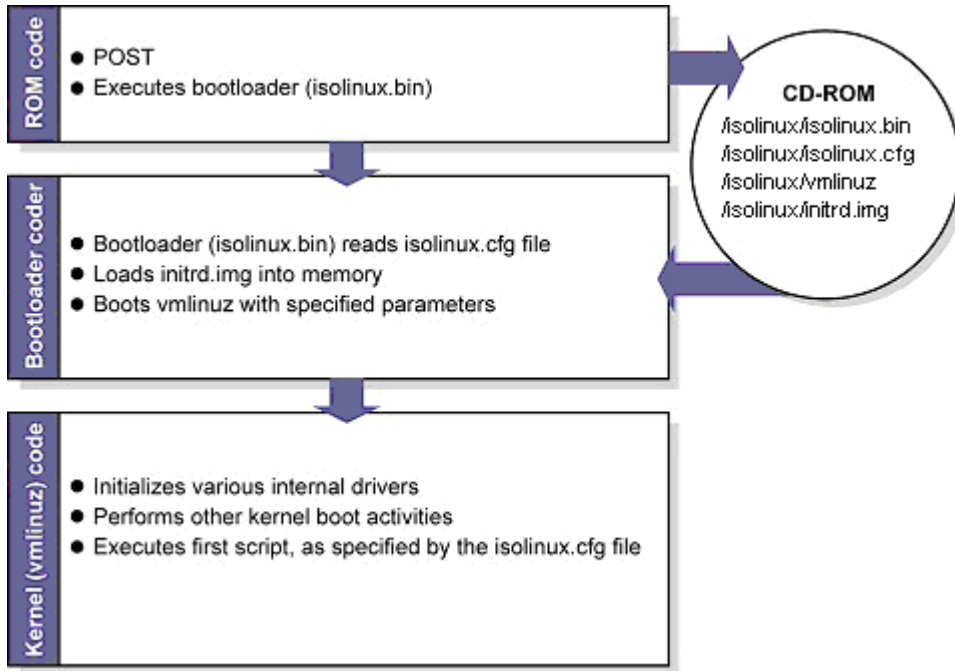 ROM code
● POST
● Executes bootloader (isolinux.bin)
CD-ROM
/isolinux/isolinux.bin
/isolinux/isolinux.cfg
/isolinux/vmlinuz
/isolinux/initrd.img
Bootloader coder
● Bootloader (isolinux.bin) reads isolinux.cfg file
● Loads initrd.img into memory
● Boots vmlinuz with specified parameters
Kernel (vmlinuz) code
● Initializes various internal drivers
● Performs other kernel boot activities
● Executes first script, as specified by the isolinux.cfg file